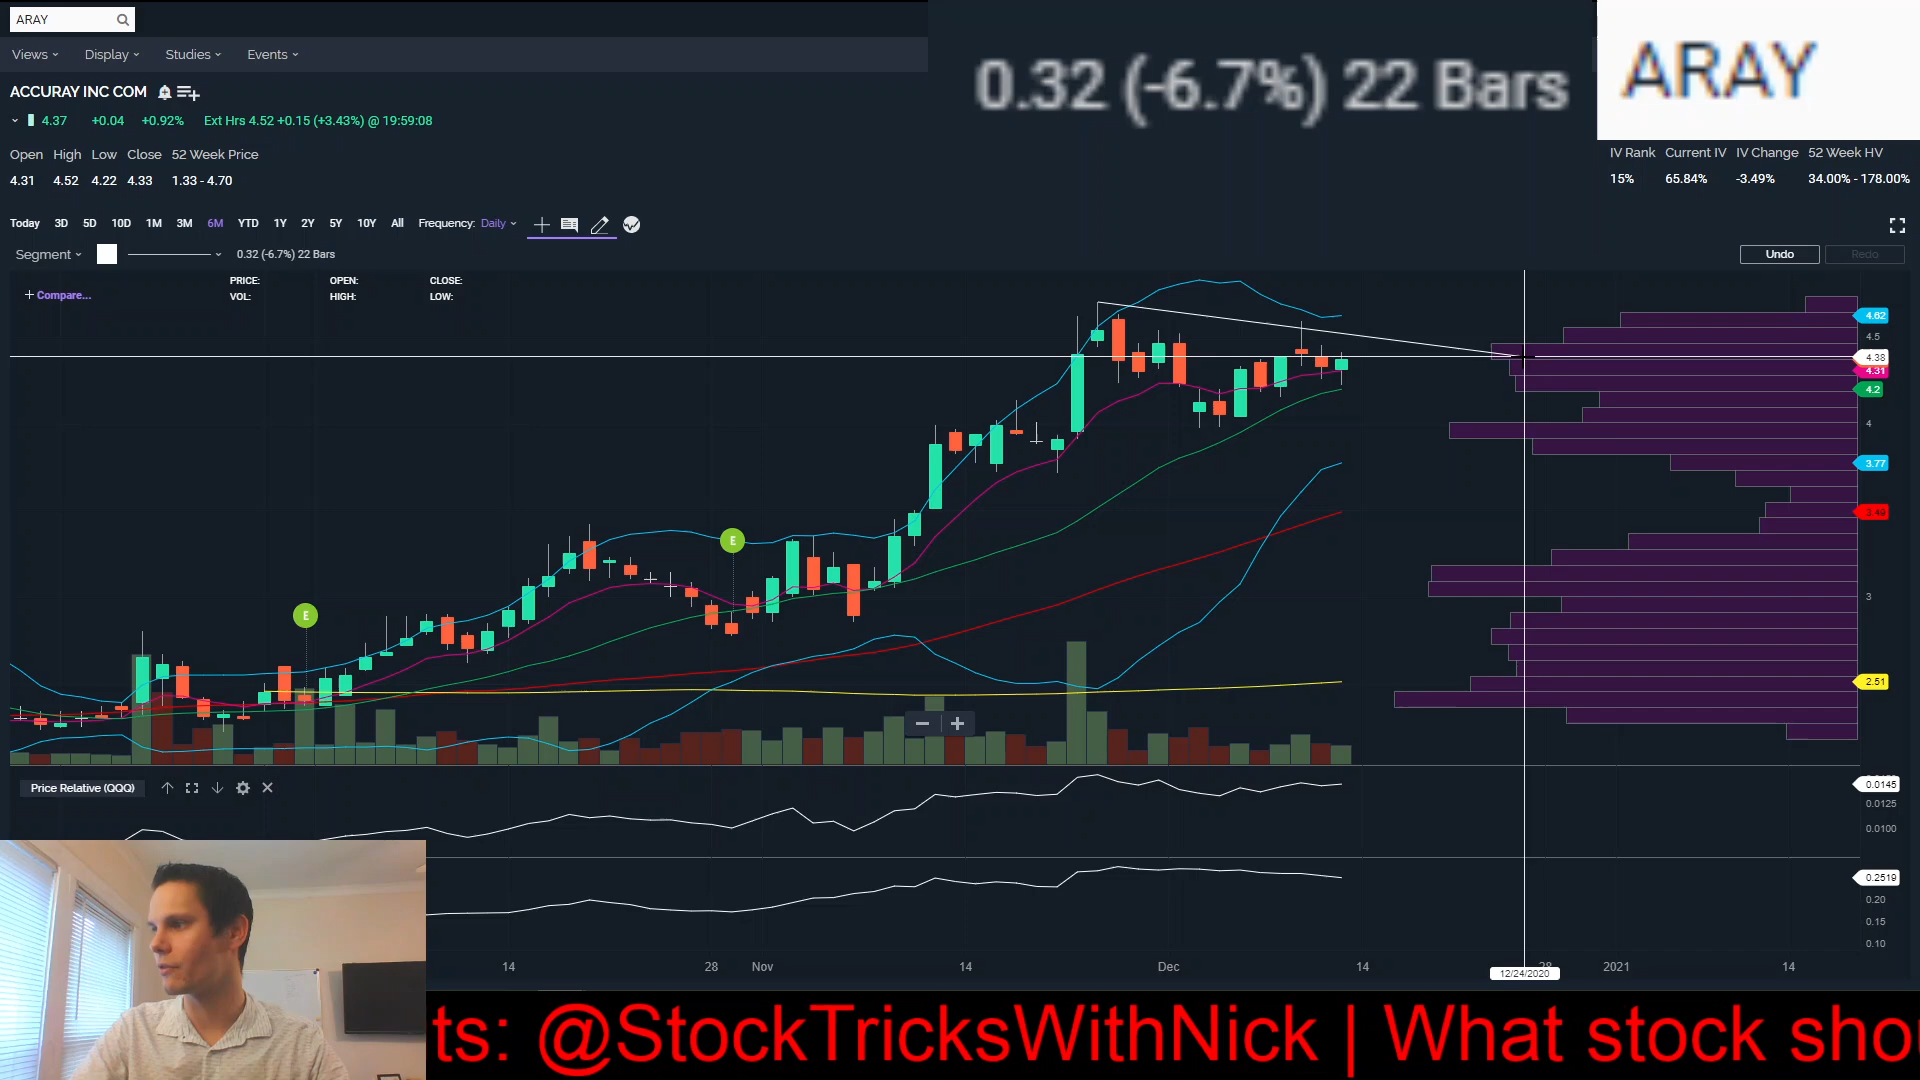 ARAY
0.32 (-6.7%) 22 Bars
ARAY
Views Display Studies Events
ACCURAY INC COM
4.37 +0.04 +0.92% Ext Hrs 4.52 +0.15 (+3.43%) @ 19:59:08
Open High Low Close 52 Week Price
4.31 4.52 4.22 4.33 1.33 - 4.70
IV Rank Current IV IV Change 52 Week HV
15% 65.84% -3.49% 34.00% - 178.00%
Today 3D 5D 10D 1M 3M 6M YTD 1Y 2Y 5Y 10Y All Frequency: Daily
Segment 0.32 (-6.7%) 22 Bars Undo Redo
PRICE: OPEN: CLOSE:
VOL: HIGH: LOW:
+ Compare...
4.62
4.5
4.38
4.31
4.2
4
3.77
3.49
E
E
3
2.51
Price Relative (QQQ)
0.0145
0.0125
0.0100
0.2519
0.20
0.15
0.10
14 28 Nov 14 Dec 14 28 2021 14
12/24/2020
ts: @StockTricksWithNick | What stock shou